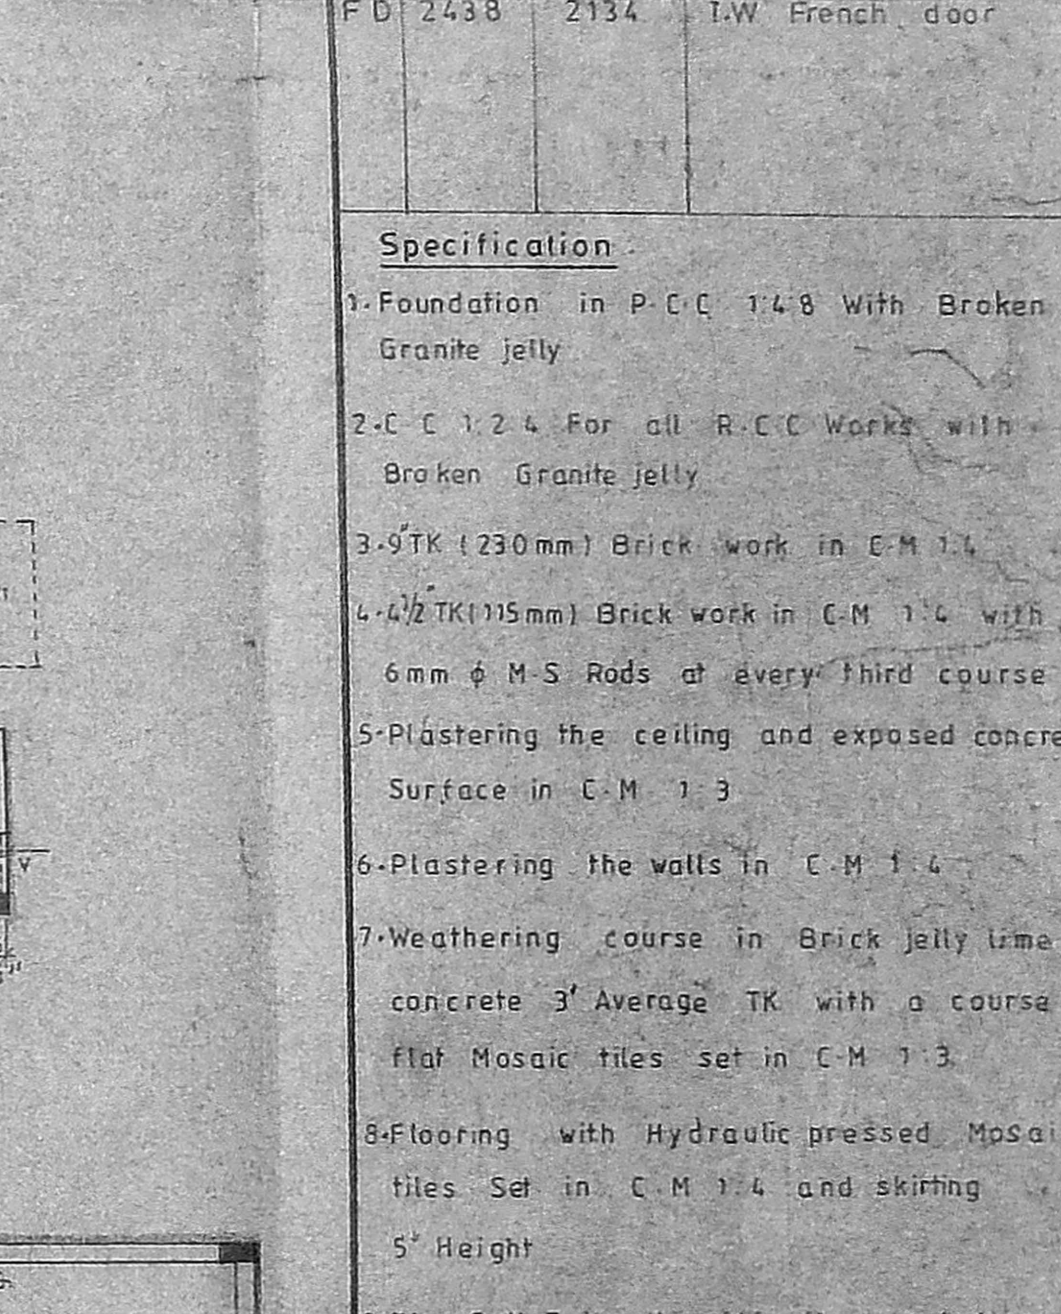 FD 2438 2134 T.W French door
Specification
1. Foundation in P.C.C 1:4:8 With Broken
Granite jelly
2. C C 1:2:4 For all R.C.C Works with
Broken Granite jelly
3. 9" TK (230mm) Brick work in C.M 1:4
4. 4½" TK(115mm) Brick work in C.M 1:4 with
6mm ϕ M.S Rods at every third course
5. Plastering the ceiling and exposed concre
Surface in C.M 1:3
6. Plastering the walls in C.M 1:4
7. Weathering course in Brick jelly lime
concrete 3" Average TK with a course
flat Mosaic tiles set in C.M 1:3
8. Flooring with Hydraulic pressed Mosai
tiles Set in C.M 1:4 and skirting
5" Height